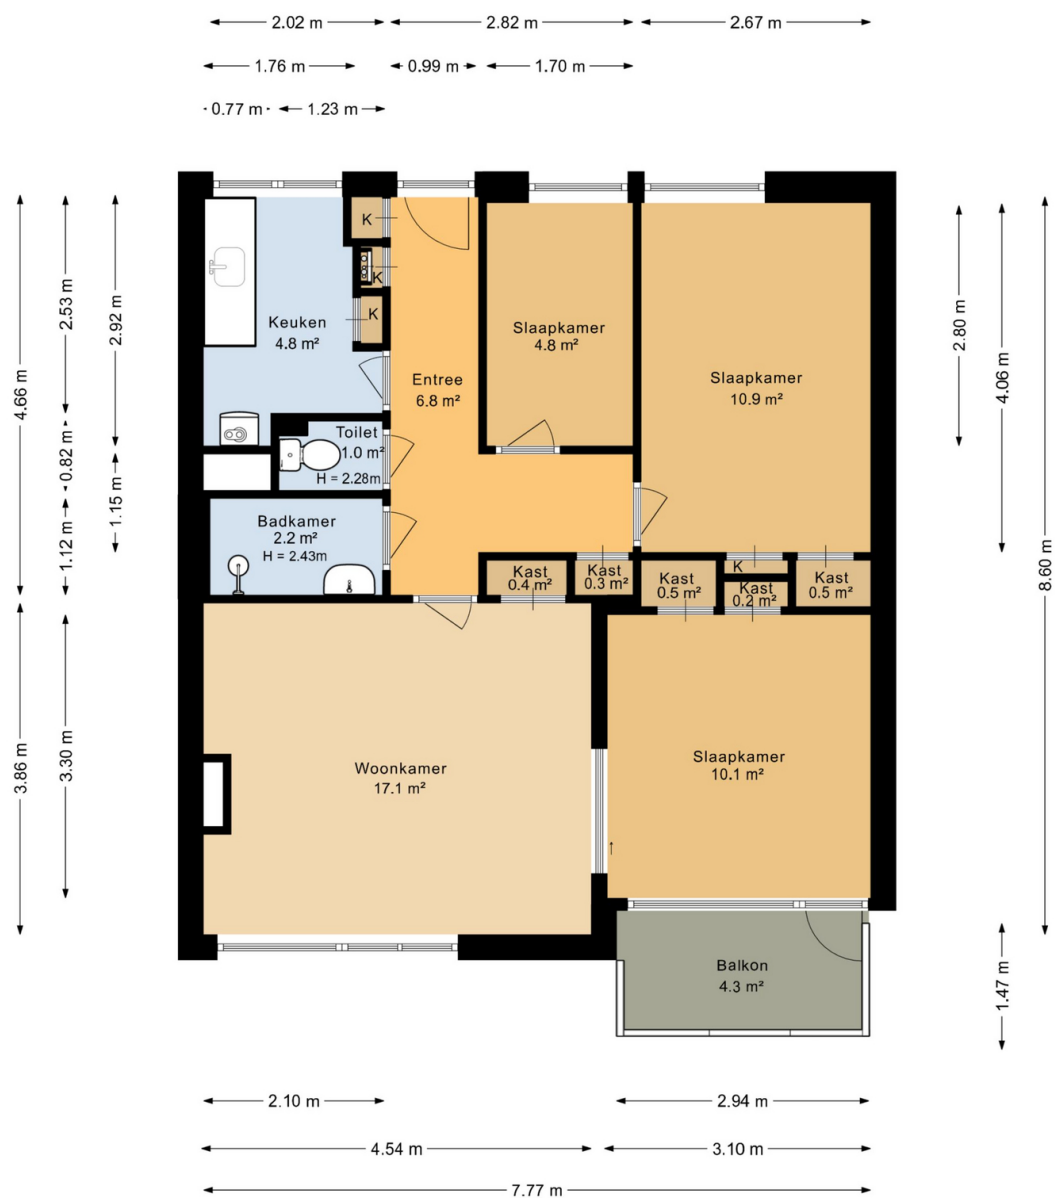 2.02 m
2.82 m
2.67 m
1.76 m
0.99 m
1.70 m
0.77 m
1.23 m
K
K
K
Keuken
4.8 m²
Slaapkamer
4.8 m²
Entree
6.8 m²
Slaapkamer
10.9 m²
Toilet
1.0 m²
H = 2.28m
Badkamer
2.2 m²
H = 2.43m
Kast
0.4 m²
Kast
0.3 m²
Kast
0.5 m²
K
Kast
0.2 m²
Kast
0.5 m²
Woonkamer
17.1 m²
Slaapkamer
10.1 m²
Balkon
4.3 m²
4.66 m
3.86 m
2.53 m
0.82 m
1.12 m
3.30 m
2.92 m
1.15 m
2.80 m
4.06 m
1.47 m
8.60 m
2.10 m
2.94 m
4.54 m
3.10 m
7.77 m